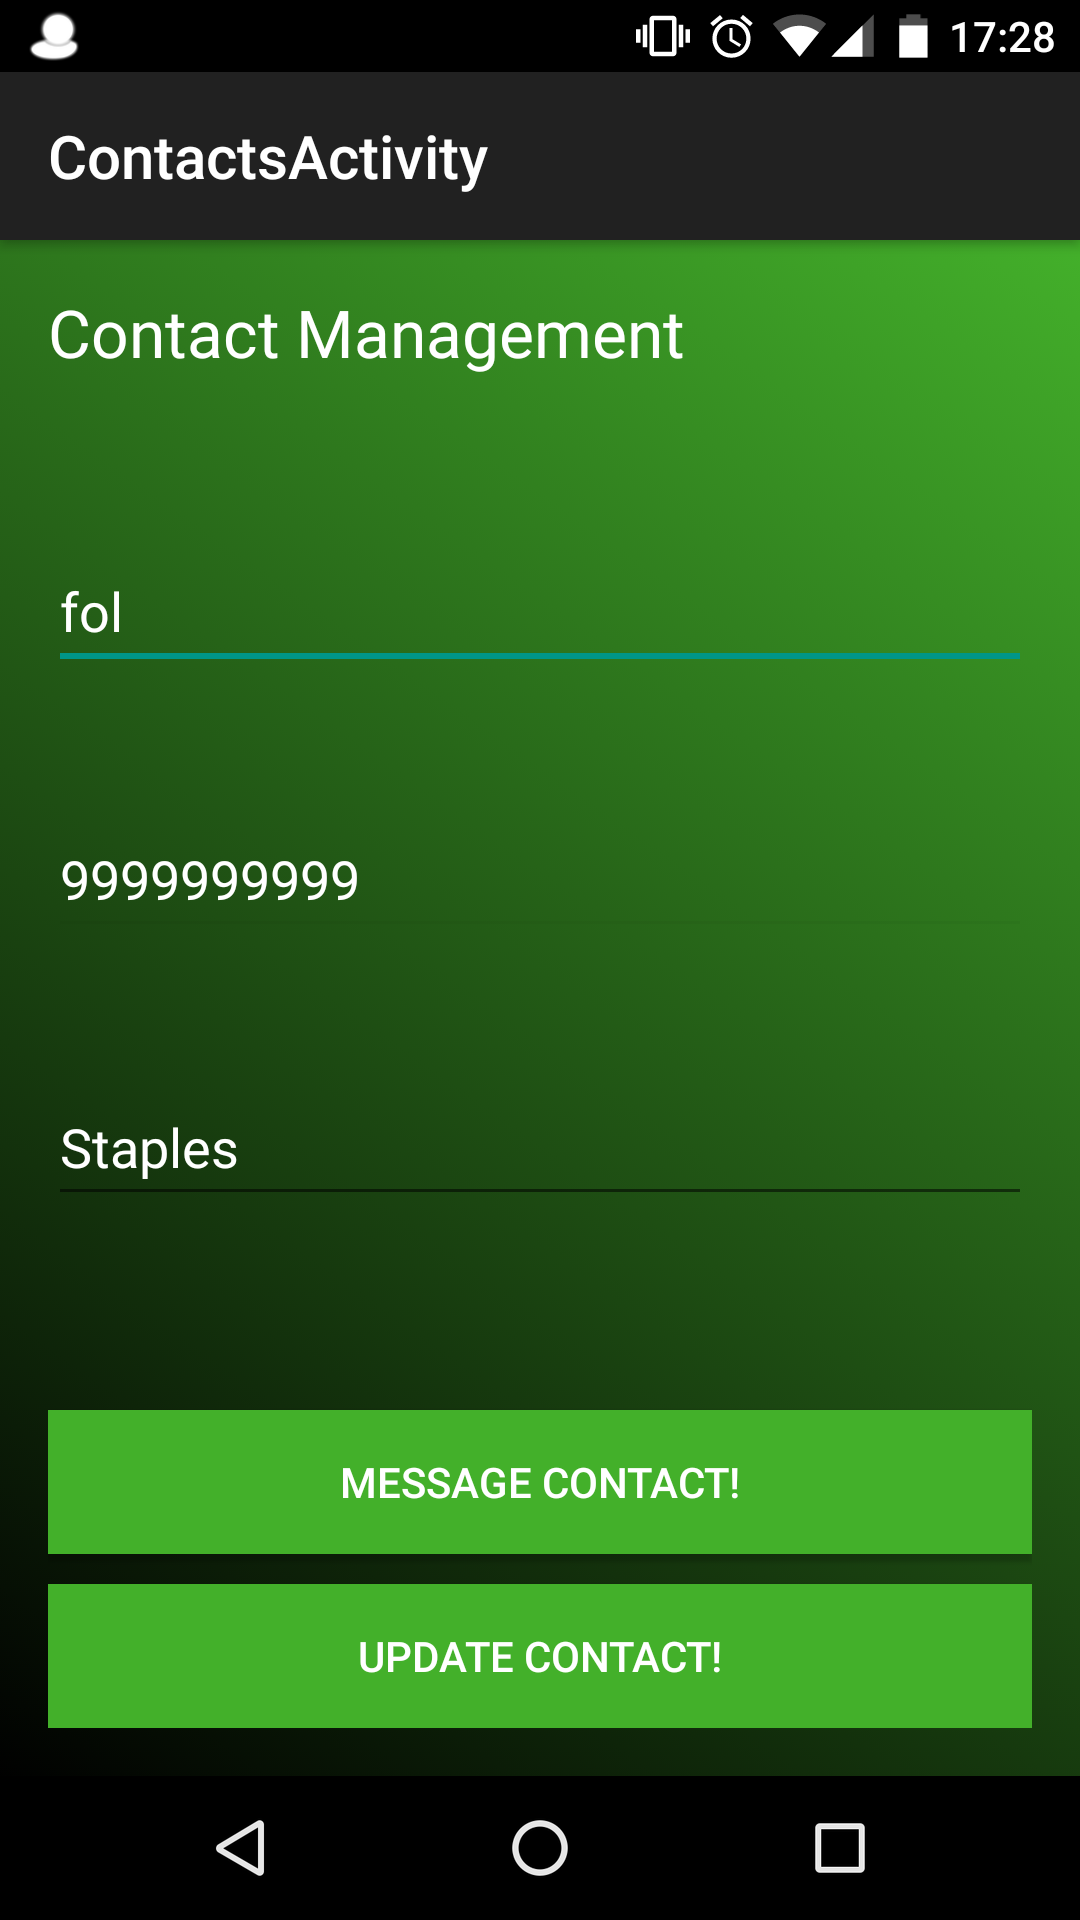 17:28
ContactsActivity
Contact Management
fol
9999999999
Staples
MESSAGE CONTACT!
UPDATE CONTACT!